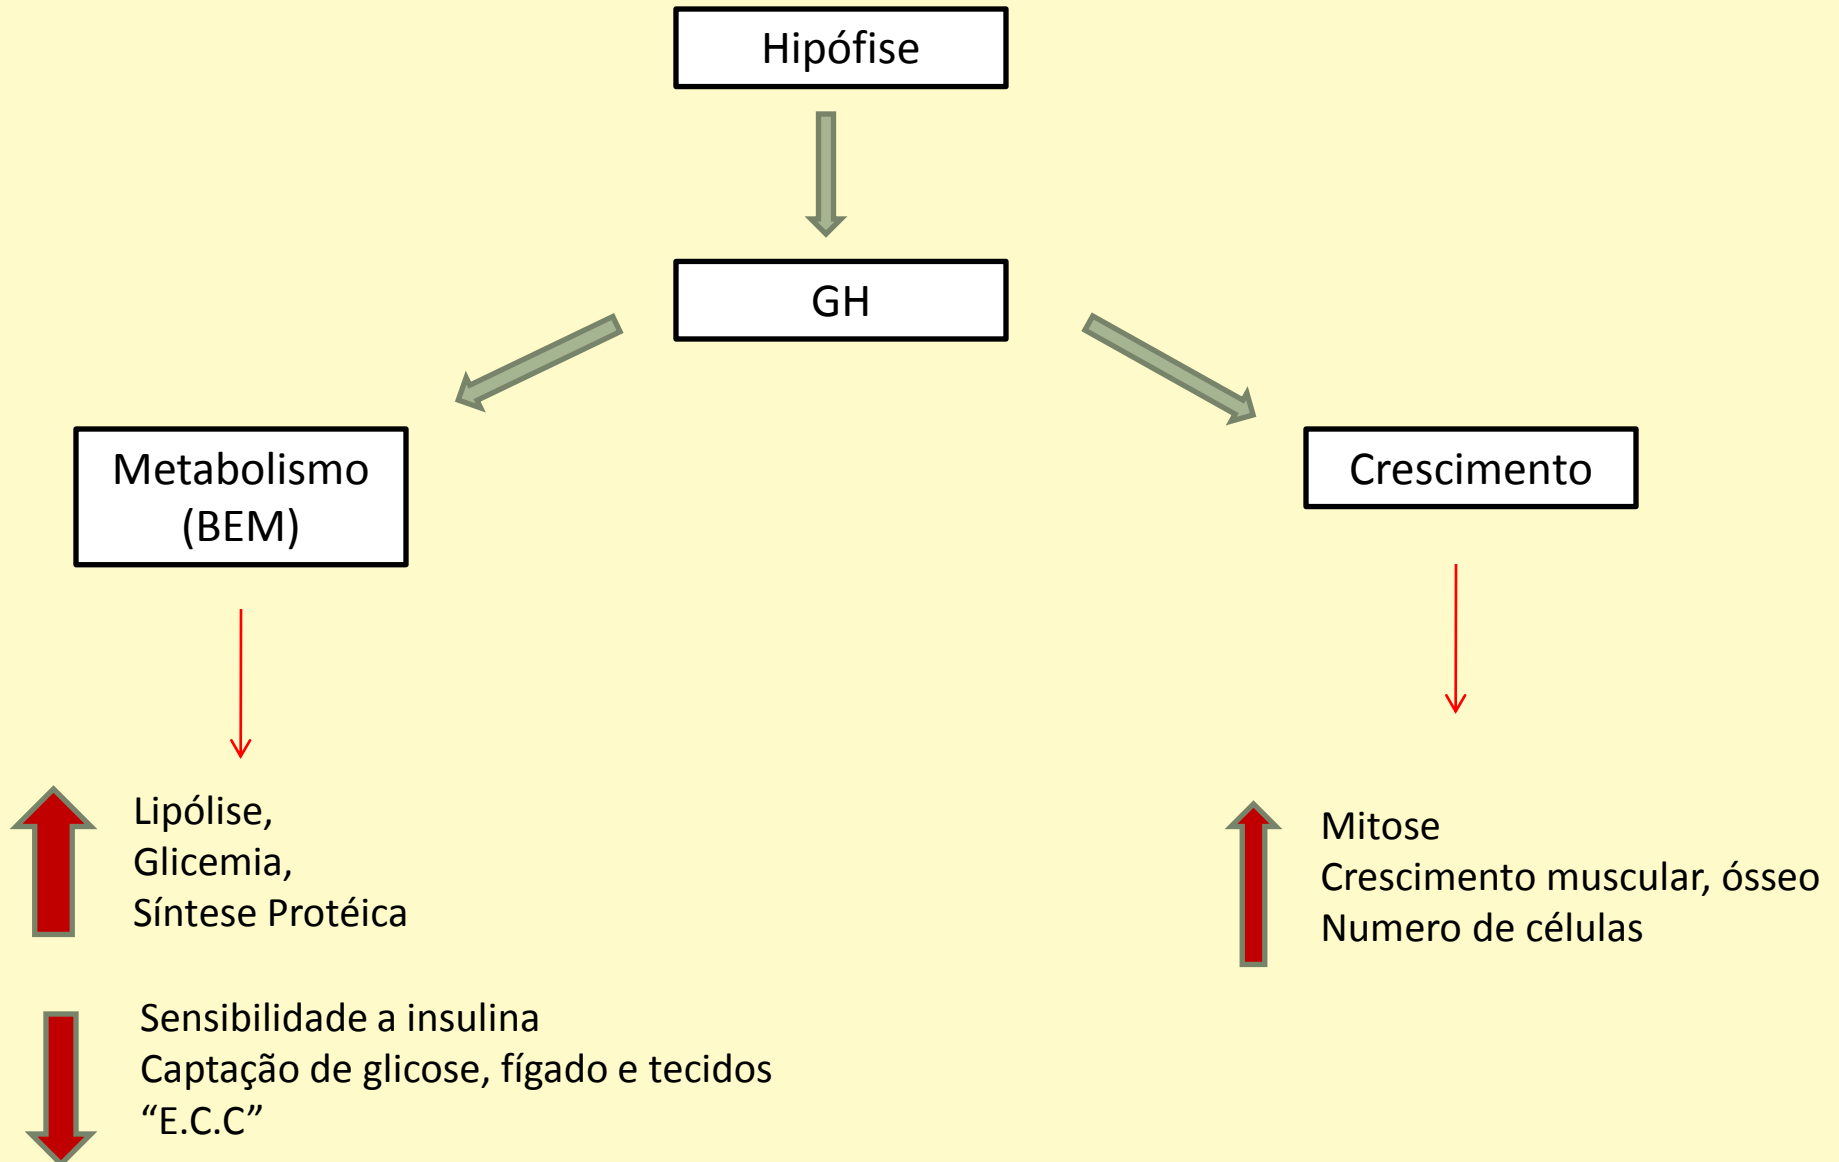 Hipófise
GH
Metabolismo
(BEM)
Crescimento
Lipólise,
Glicemia,
Síntese Protéica
Sensibilidade a insulina
Captação de glicose, fígado e tecidos
“E.C.C”
Mitose
Crescimento muscular, ósseo
Numero de células